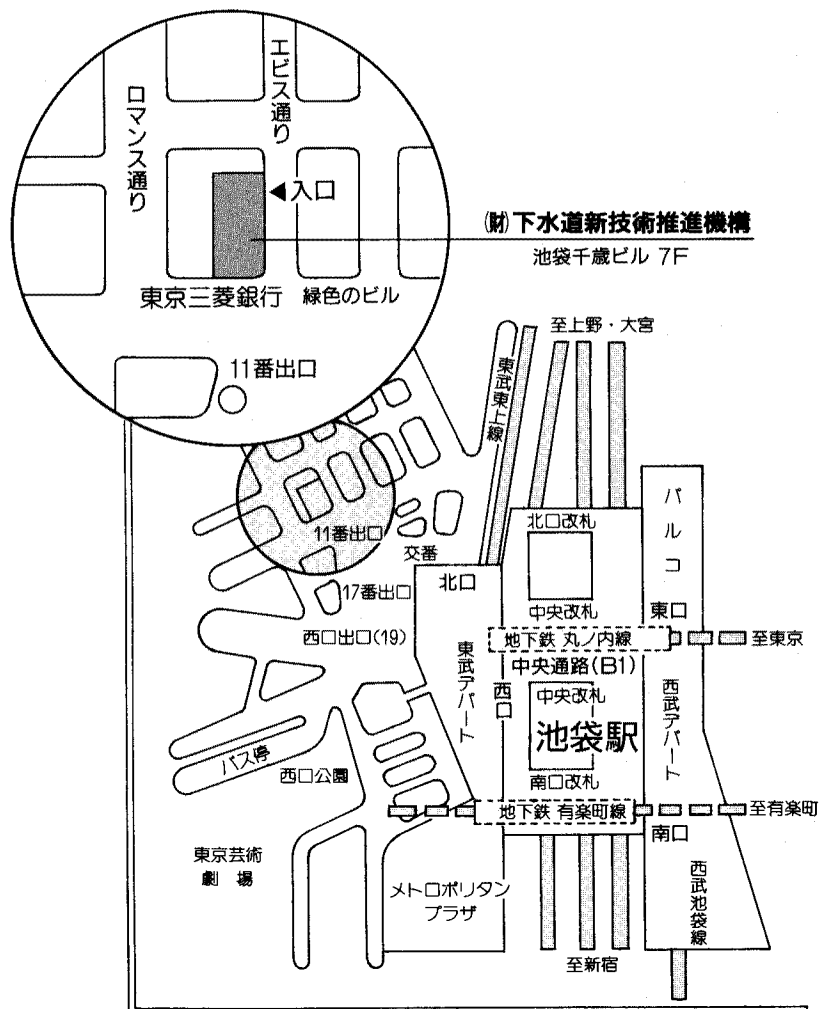 ロマンス通り
エビス通り
入口
(財)下水道新技術推進機構
池袋千歳ビル 7F
東京三菱銀行
緑色のビル
11番出口
至上野・大宮
東武東上線
パルコ
北口改札
11番出口
交番
北口
17番出口
中央改札
東口
西口出口(19)
地下鉄 丸ノ内線
至東京
中央通路(B1)
東武デパート
西口
中央改札
西武デパート
池袋駅
バス停
西口公園
南口改札
地下鉄 有楽町線
至有楽町
南口
東京芸術
劇場
メトロポリタン
プラザ
西武池袋線
至新宿